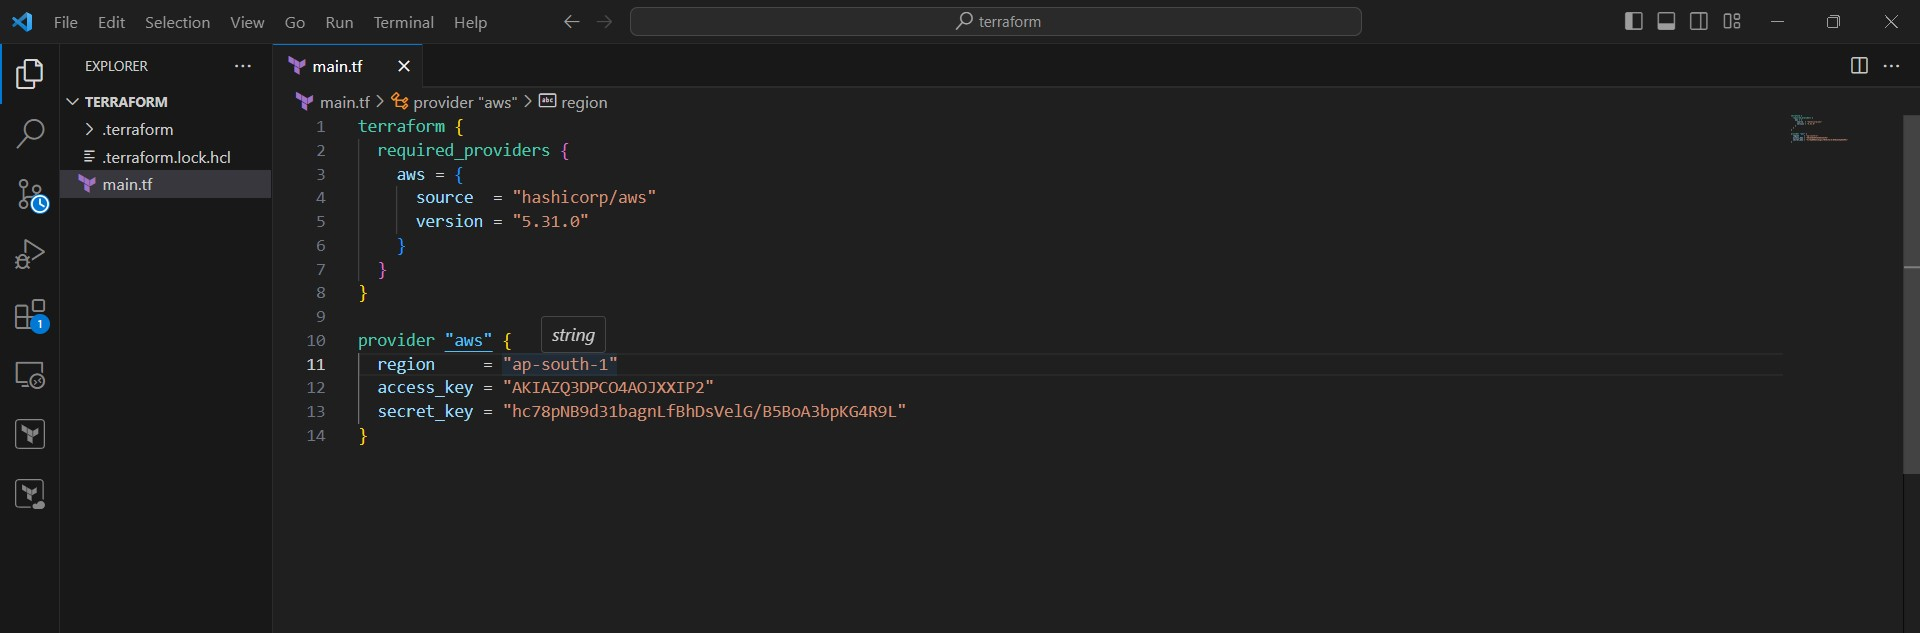 File Edit Selection View Go Run Terminal Help terraform
EXPLORER
TERRAFORM
.terraform
.terraform.lock.hcl
main.tf
main.tf
main.tf > provider "aws" > abc region
1 terraform {
2 required_providers {
3 aws = {
4 source = "hashicorp/aws"
5 version = "5.31.0"
6 }
7 }
8 }
9
10 provider "aws" {
string
11 region = "ap-south-1"
12 access_key = "AKIAZQ3DPCO4AOJXXIP2"
13 secret_key = "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"
14 }
1